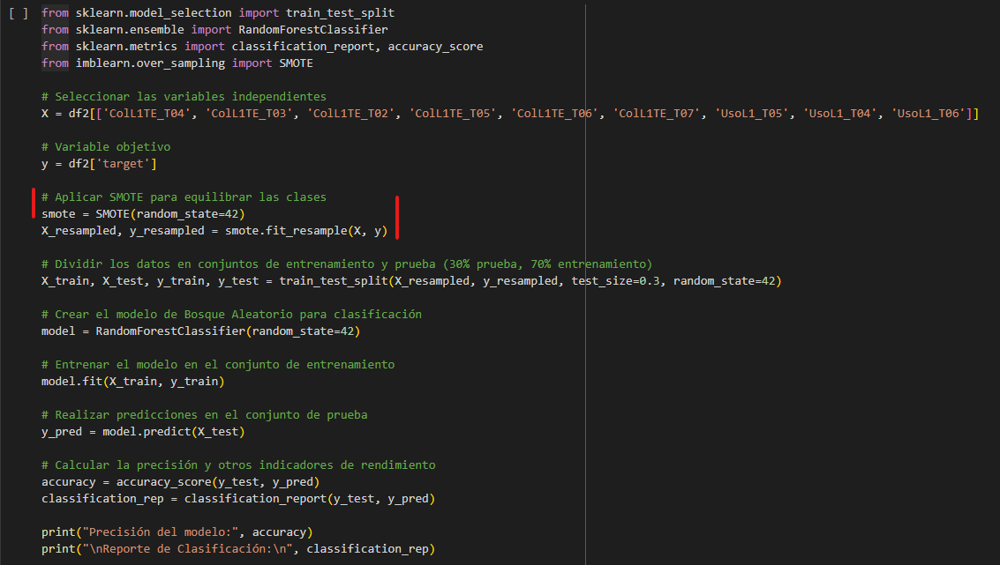 [ ] from sklearn.model_selection import train_test_split
from sklearn.ensemble import RandomForestClassifier
from sklearn.metrics import classification_report, accuracy_score
from imblearn.over_sampling import SMOTE
# Seleccionar las variables independientes
X = df2[['ColL1TE_T04', 'ColL1TE_T03', 'ColL1TE_T02', 'ColL1TE_T05', 'ColL1TE_T06', 'ColL1TE_T07', 'UsoL1_T05', 'UsoL1_T04', 'UsoL1_T06']]
# Variable objetivo
y = df2['target']
# Aplicar SMOTE para equilibrar las clases
smote = SMOTE(random_state=42)
X_resampled, y_resampled = smote.fit_resample(X, y)
# Dividir los datos en conjuntos de entrenamiento y prueba (30% prueba, 70% entrenamiento)
X_train, X_test, y_train, y_test = train_test_split(X_resampled, y_resampled, test_size=0.3, random_state=42)
# Crear el modelo de Bosque Aleatorio para clasificación
model = RandomForestClassifier(random_state=42)
# Entrenar el modelo en el conjunto de entrenamiento
model.fit(X_train, y_train)
# Realizar predicciones en el conjunto de prueba
y_pred = model.predict(X_test)
# Calcular la precisión y otros indicadores de rendimiento
accuracy = accuracy_score(y_test, y_pred)
classification_rep = classification_report(y_test, y_pred)
print("Precisión del modelo:", accuracy)
print("\nReporte de Clasificación:\n", classification_rep)